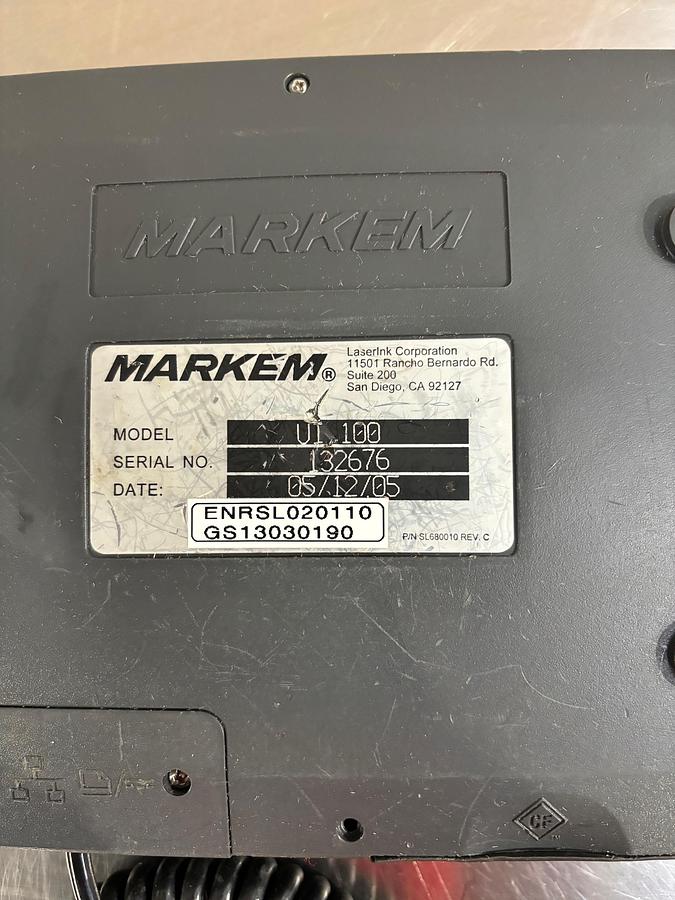 MARKEM
MARKEM®
LaserInk Corporation
11501 Rancho Bernardo Rd.
Suite 200
San Diego, CA 92127
MODEL UI 100
SERIAL NO. 132676
DATE: 05/12/05
ENRSL020110
GS13030190
P/N SL680010 REV. C
CF